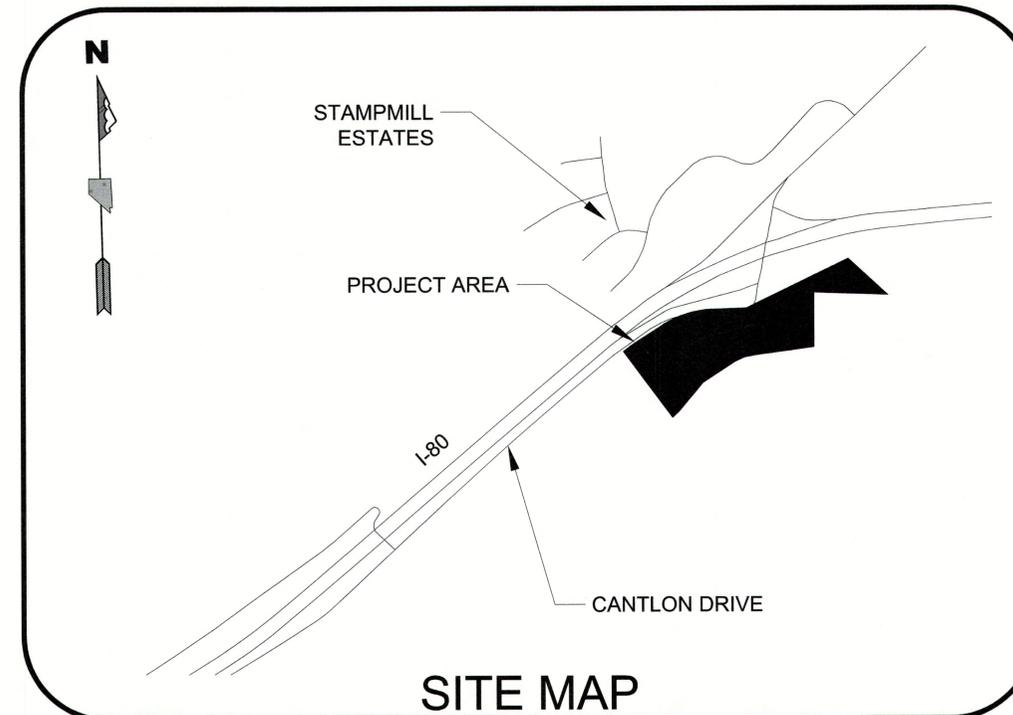 N
STAMPMILL
ESTATES
PROJECT AREA
I-80
CANTLON DRIVE
SITE MAP